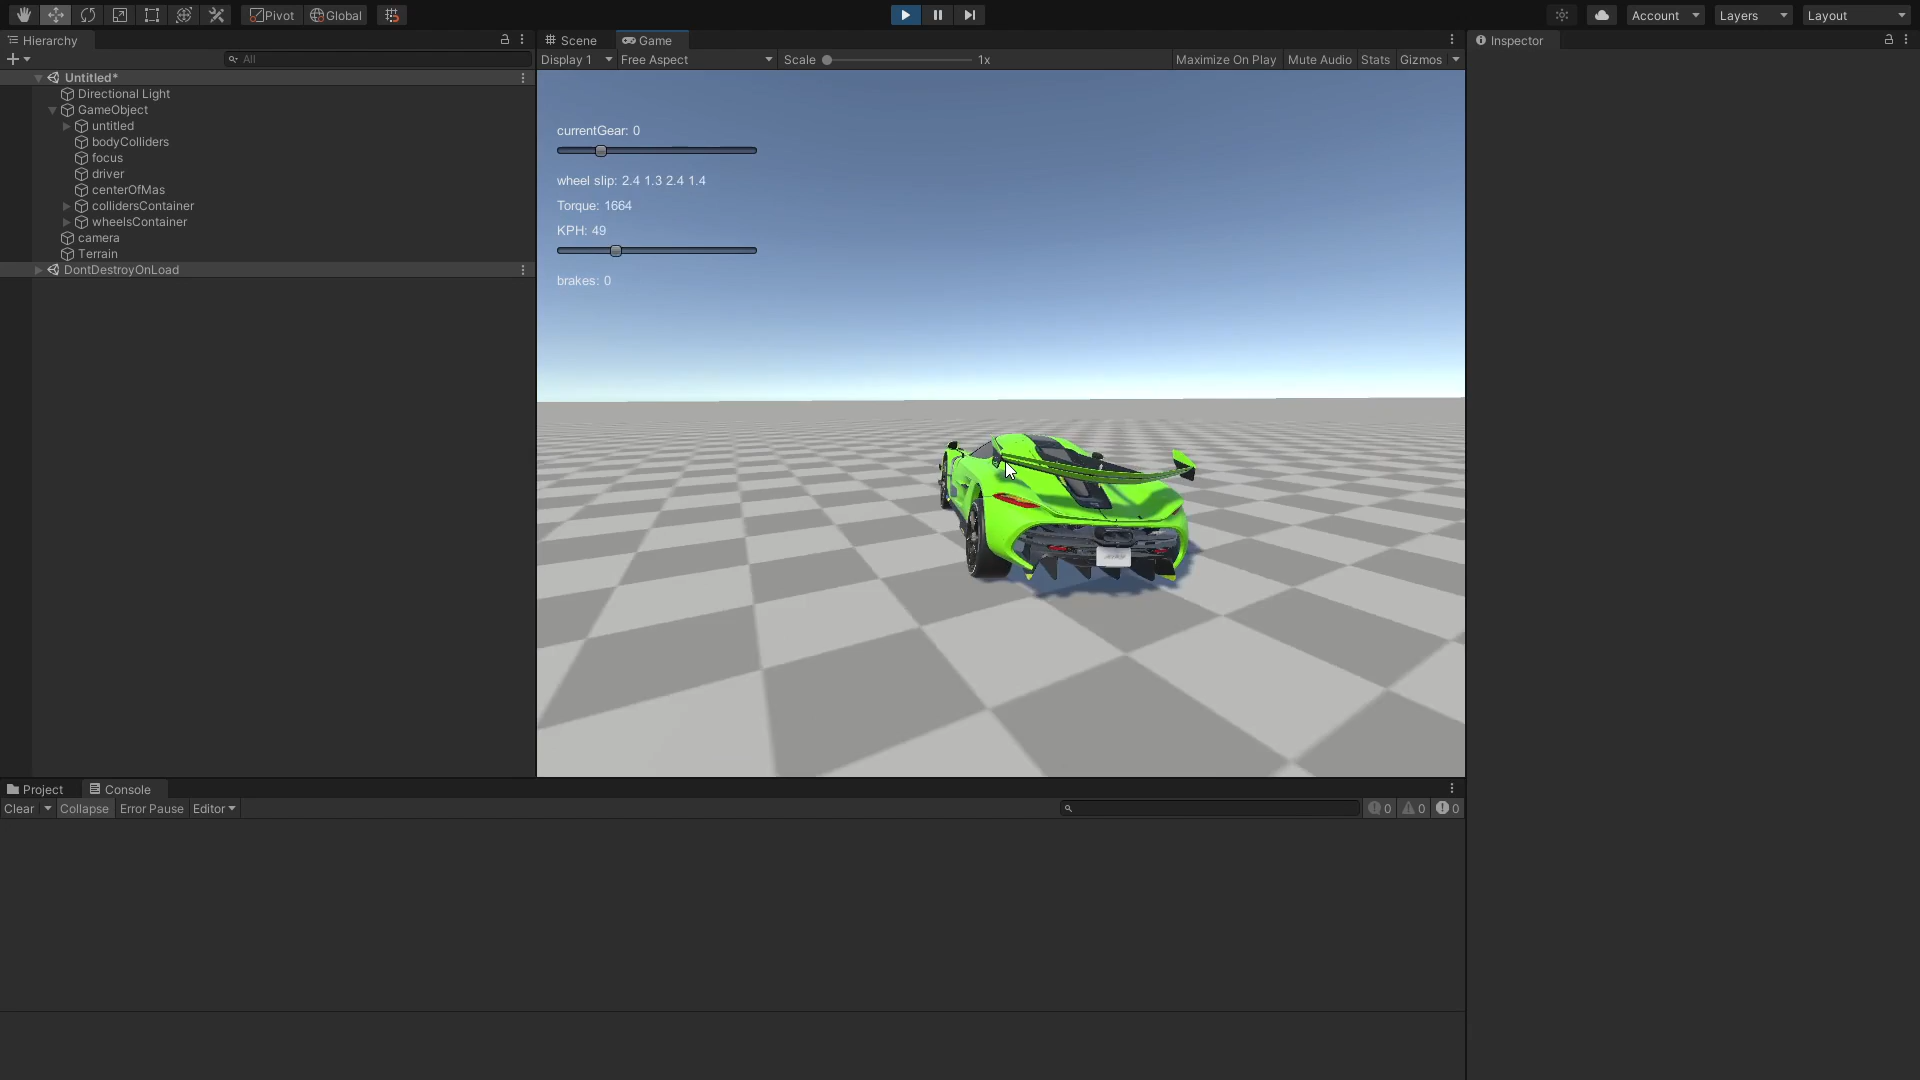 Pivot
Global
Account
Layers
Layout
Hierarchy
All
Untitled*
Directional Light
GameObject
untitled
bodyColliders
focus
driver
centerOfMas
collidersContainer
wheelsContainer
camera
Terrain
DontDestroyOnLoad
Scene
Game
Display 1
Free Aspect
Scale
1x
Maximize On Play
Mute Audio
Stats
Gizmos
currentGear: 0
wheel slip: 2.4 1.3 2.4 1.4
Torque: 1664
KPH: 49
brakes: 0
Inspector
Project
Console
Clear
Collapse
Error Pause
Editor
0
0
0